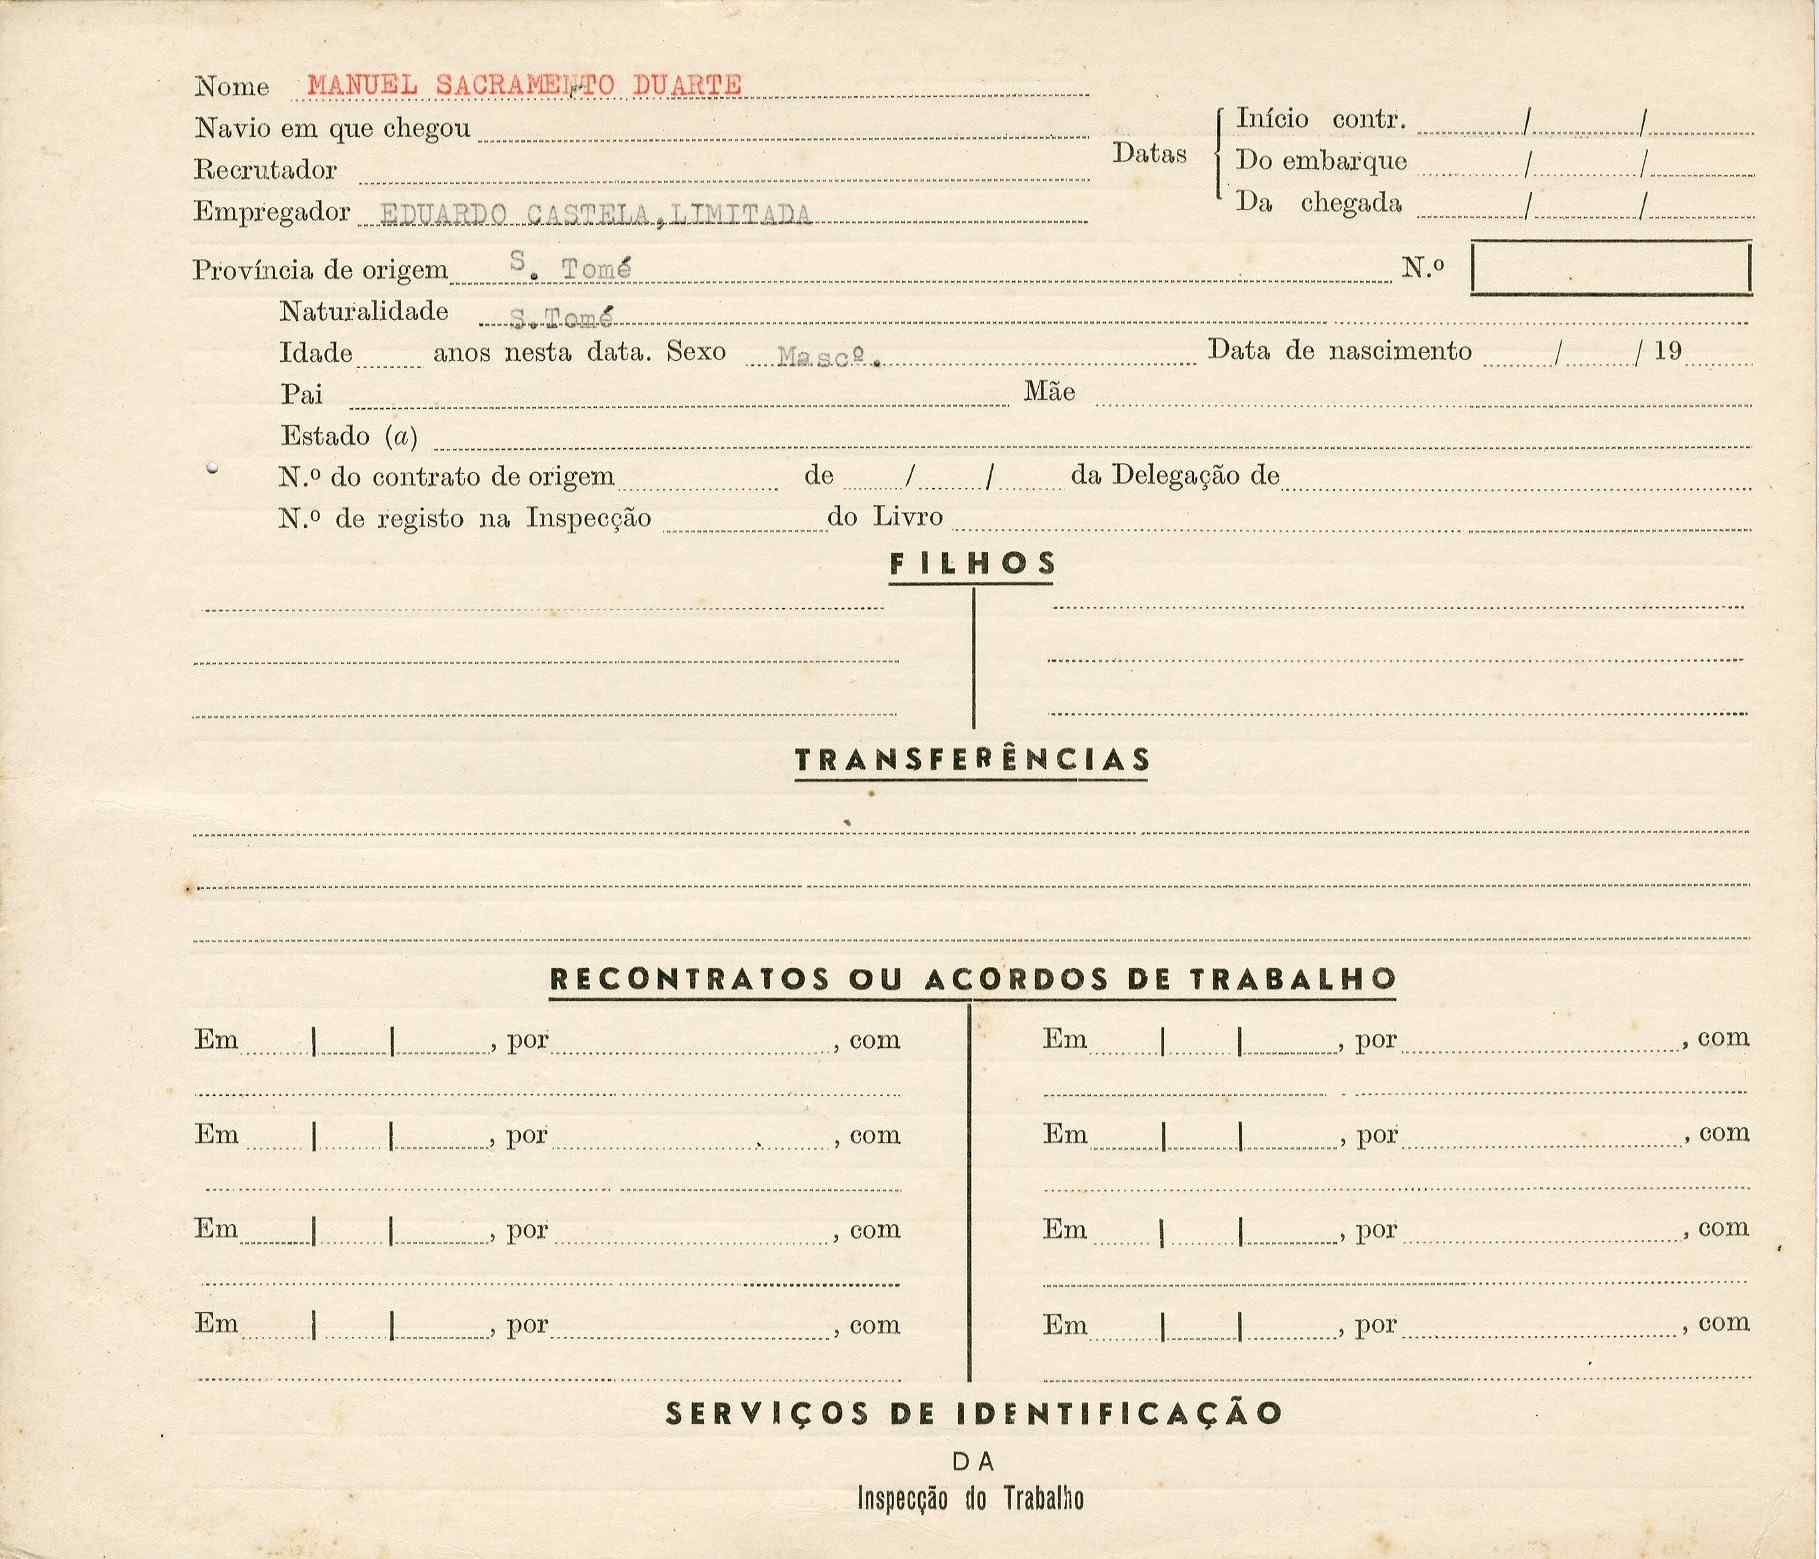 Nome MANUEL SACRAMENTO DUARTE
Navio em que chegou
Recrutador
Empregador EDUARDO CASTELA,LIMITADA
Datas
Início contr. / /
Do embarque / /
Da chegada / /
Província de origem S. Tomé N.º
Naturalidade S.Tomé
Idade anos nesta data. Sexo Mascº. Data de nascimento / / 19
Pai Mãe
Estado (a)
N.º do contrato de origem de / / da Delegação de
N.º de registo na Inspecção do Livro
FILHOS
TRANSFERÊNCIAS
RECONTRATOS OU ACORDOS DE TRABALHO
Em | | , por , com
Em | | , por , com
Em | | , por , com
Em | | , por , com
Em | | , por , com
Em | | , por , com
Em | | , por , com
Em | | , por , com
SERVIÇOS DE IDENTIFICAÇÃO
DA
Inspecção do Trabalho